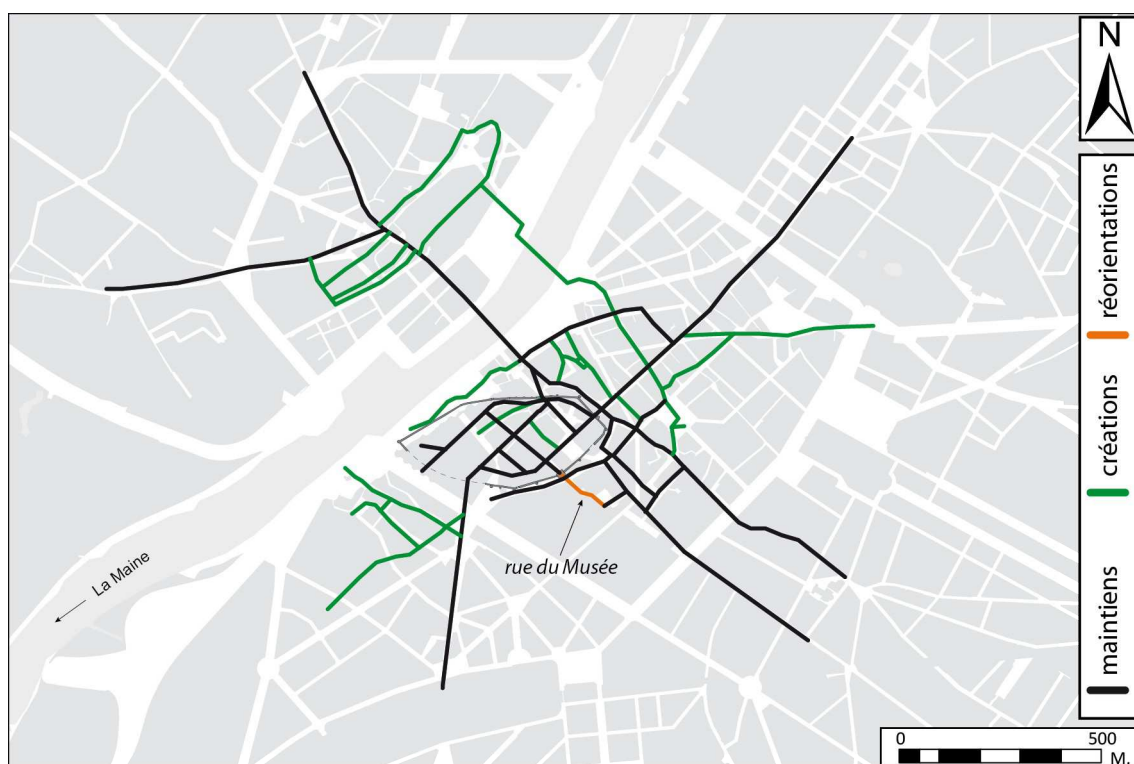 N
réorientations
créations
maintiens
rue du Musée
La Maine
0 500
M.